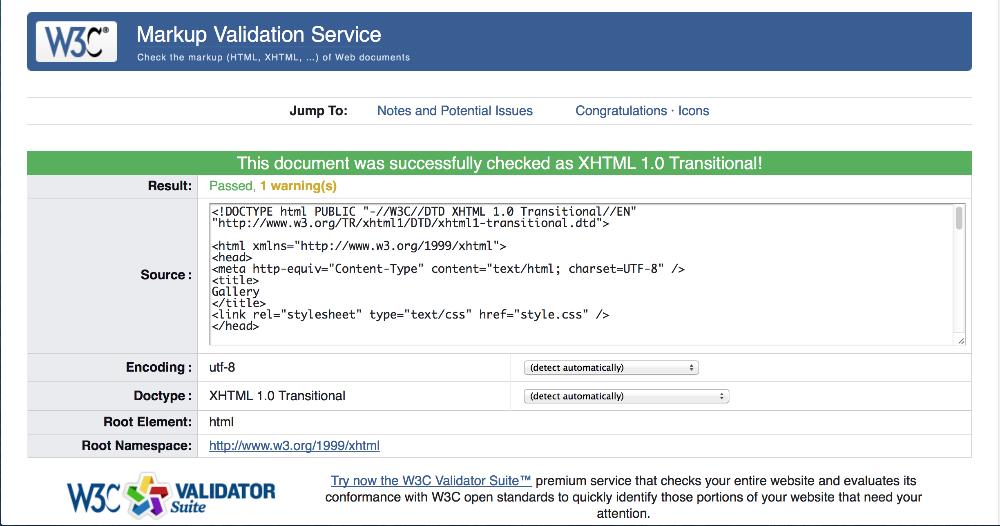 W3C®
Markup Validation Service
Check the markup (HTML, XHTML, ...) of Web documents
Jump To: Notes and Potential Issues Congratulations · Icons
This document was successfully checked as XHTML 1.0 Transitional!
Result: Passed, 1 warning(s)
Source :
<!DOCTYPE html PUBLIC "-//W3C//DTD XHTML 1.0 Transitional//EN"
"http://www.w3.org/TR/xhtml1/DTD/xhtml1-transitional.dtd">
<html xmlns="http://www.w3.org/1999/xhtml">
<head>
<meta http-equiv="Content-Type" content="text/html; charset=UTF-8" />
<title>
Gallery
</title>
<link rel="stylesheet" type="text/css" href="style.css" />
</head>
Encoding : utf-8 (detect automatically)
Doctype : XHTML 1.0 Transitional (detect automatically)
Root Element: html
Root Namespace: http://www.w3.org/1999/xhtml
W3C VALIDATOR
Suite
Try now the W3C Validator Suite™ premium service that checks your entire website and evaluates its
conformance with W3C open standards to quickly identify those portions of your website that need your
attention.